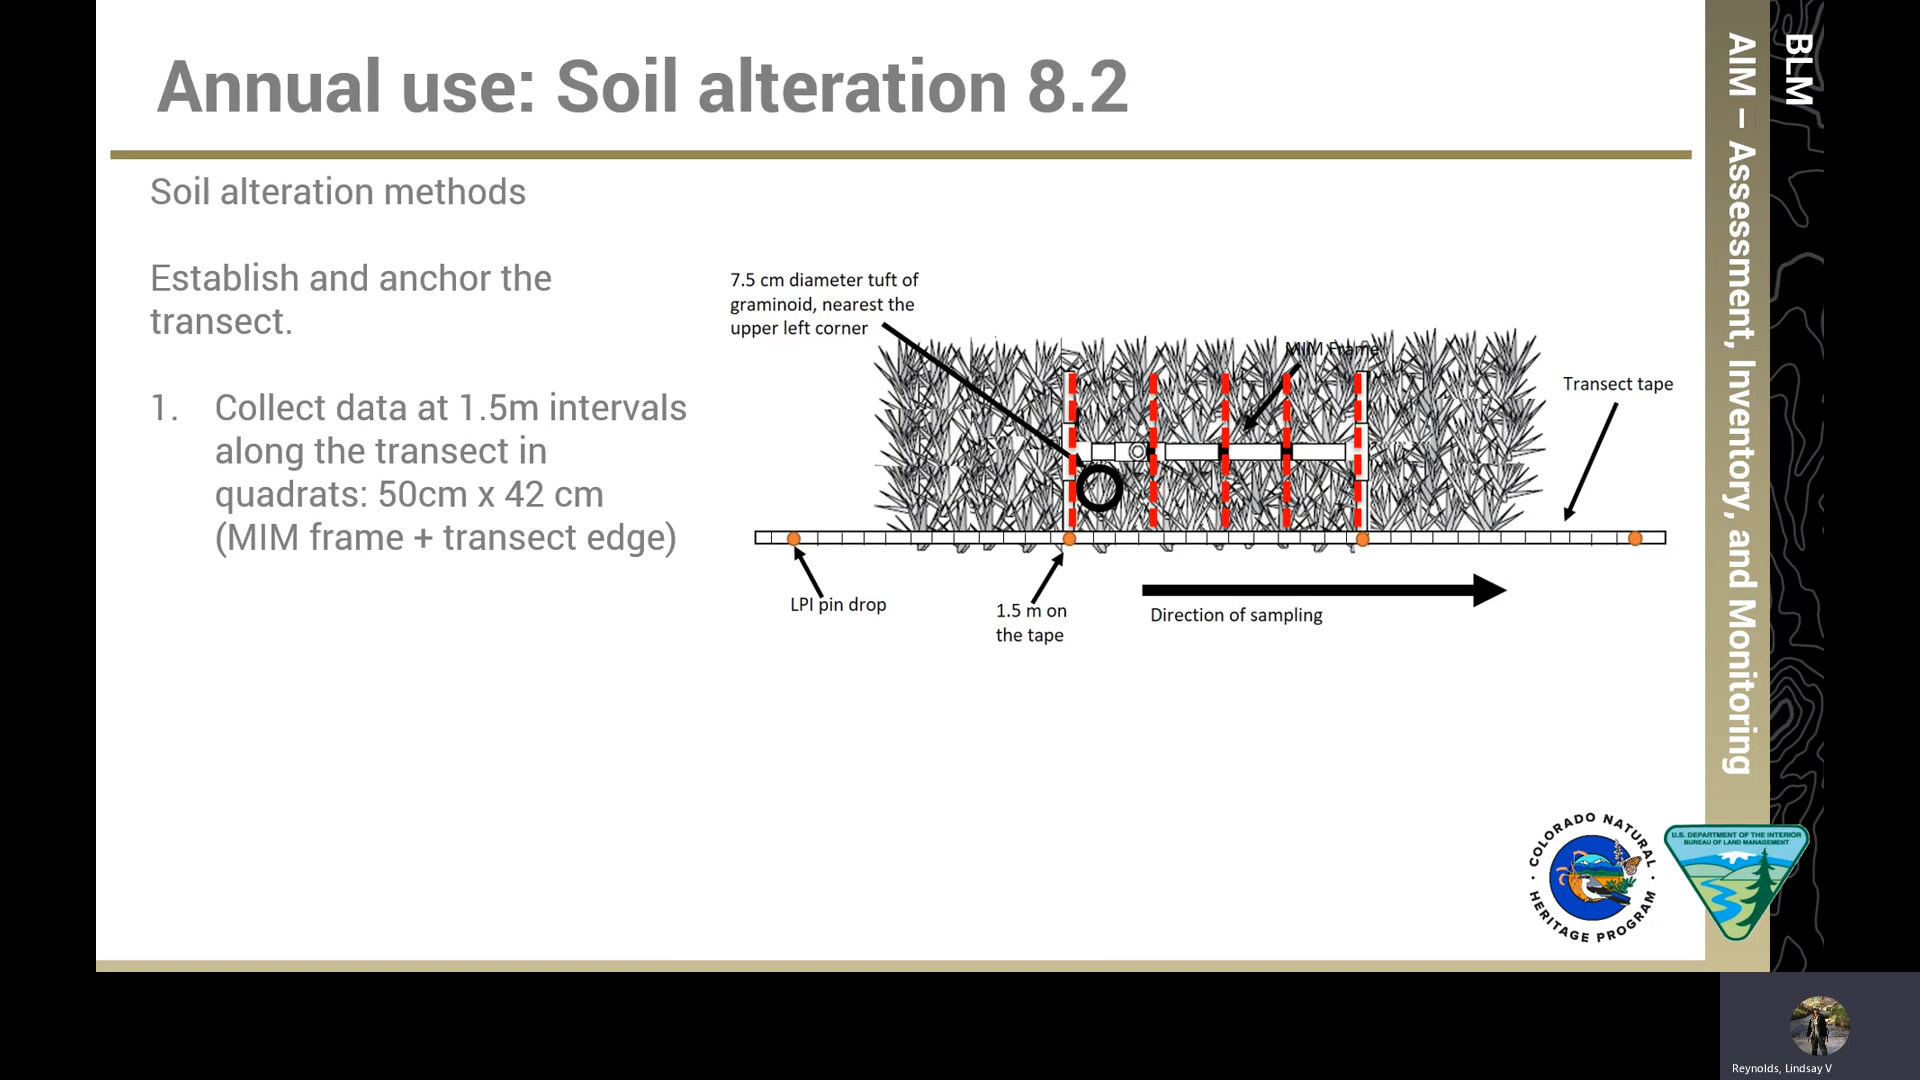 Annual use: Soil alteration 8.2
Soil alteration methods
Establish and anchor the
transect.
1. Collect data at 1.5m intervals
along the transect in
quadrats: 50cm x 42 cm
(MIM frame + transect edge)
7.5 cm diameter tuft of
graminoid, nearest the
upper left corner
MIM Frame
Transect tape
LPI pin drop
1.5 m on
the tape
Direction of sampling
BLM
AIM – Assessment, Inventory, and Monitoring
COLORADO NATURAL
HERITAGE PROGRAM
U.S. DEPARTMENT OF THE INTERIOR
BUREAU OF LAND MANAGEMENT
Reynolds, Lindsay V